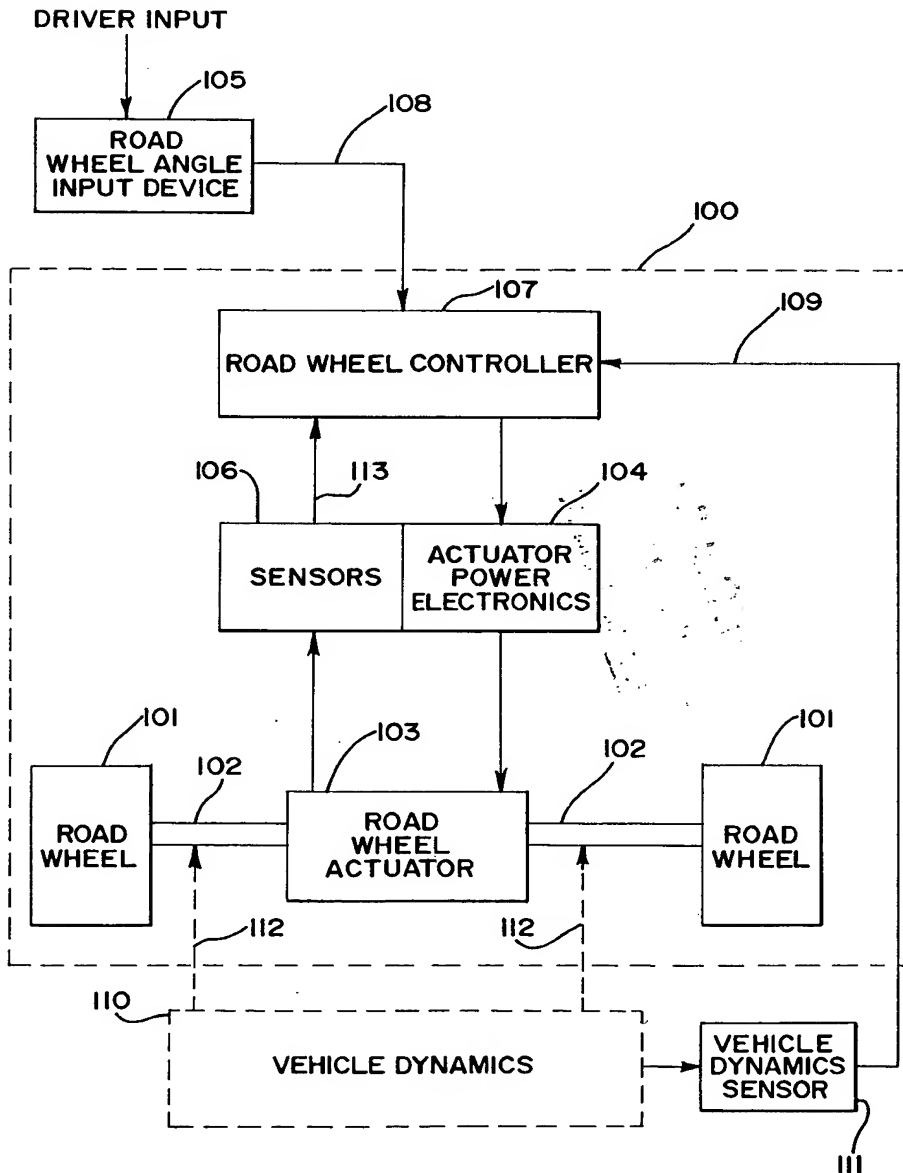 DRIVER INPUT
105
108
ROAD
WHEEL ANGLE
INPUT DEVICE
100
107
109
ROAD WHEEL CONTROLLER
106
113
104
SENSORS
ACTUATOR
POWER
ELECTRONICS
101
102
103
102
101
ROAD
WHEEL
ROAD
WHEEL
ACTUATOR
ROAD
WHEEL
112
112
110
VEHICLE DYNAMICS
VEHICLE
DYNAMICS
SENSOR
111